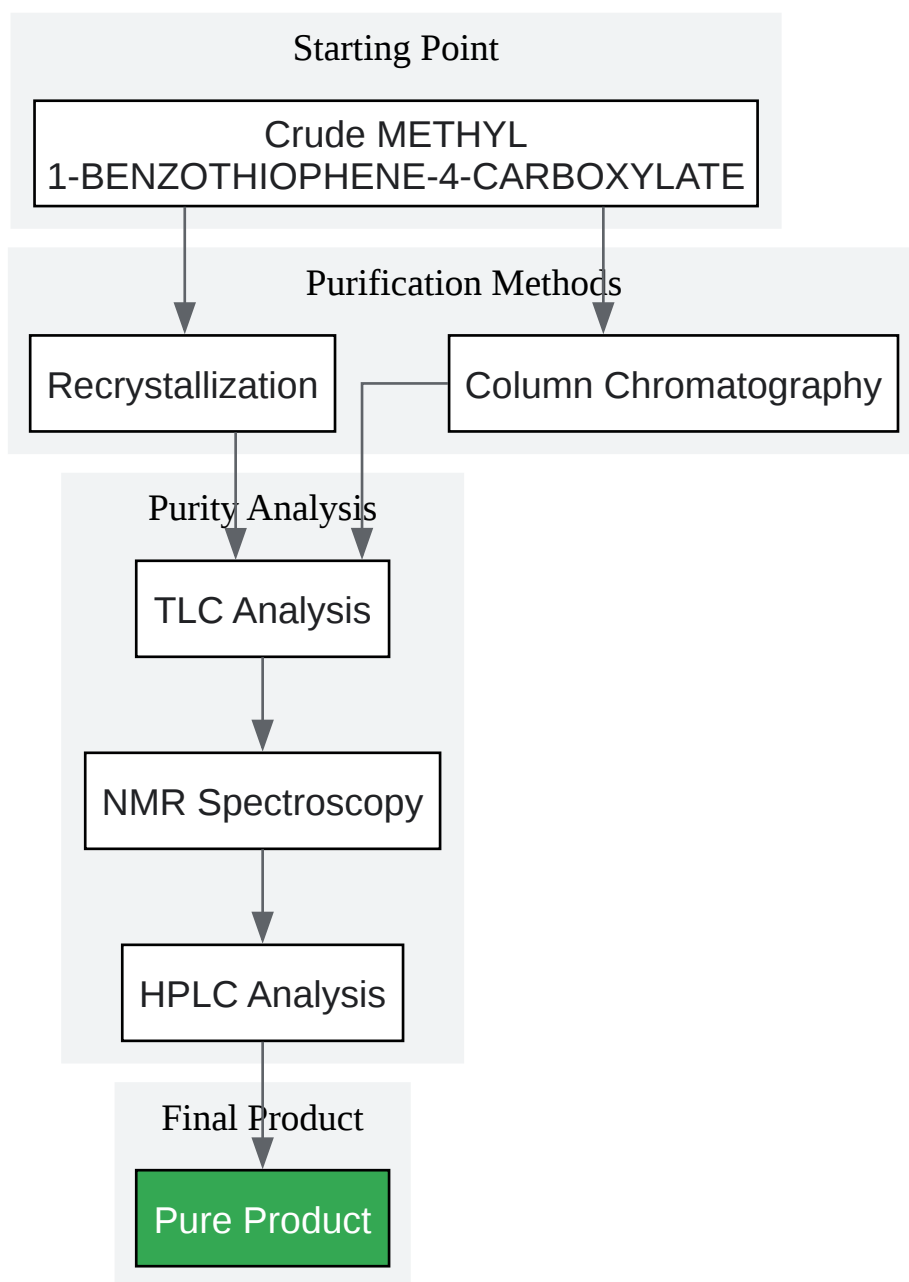 Starting Point
Crude METHYL
1-BENZOTHIOPHENE-4-CARBOXYLATE
Purification Methods
Recrystallization
Column Chromatography
Purity Analysis
TLC Analysis
NMR Spectroscopy
HPLC Analysis
Final Product
Pure Product